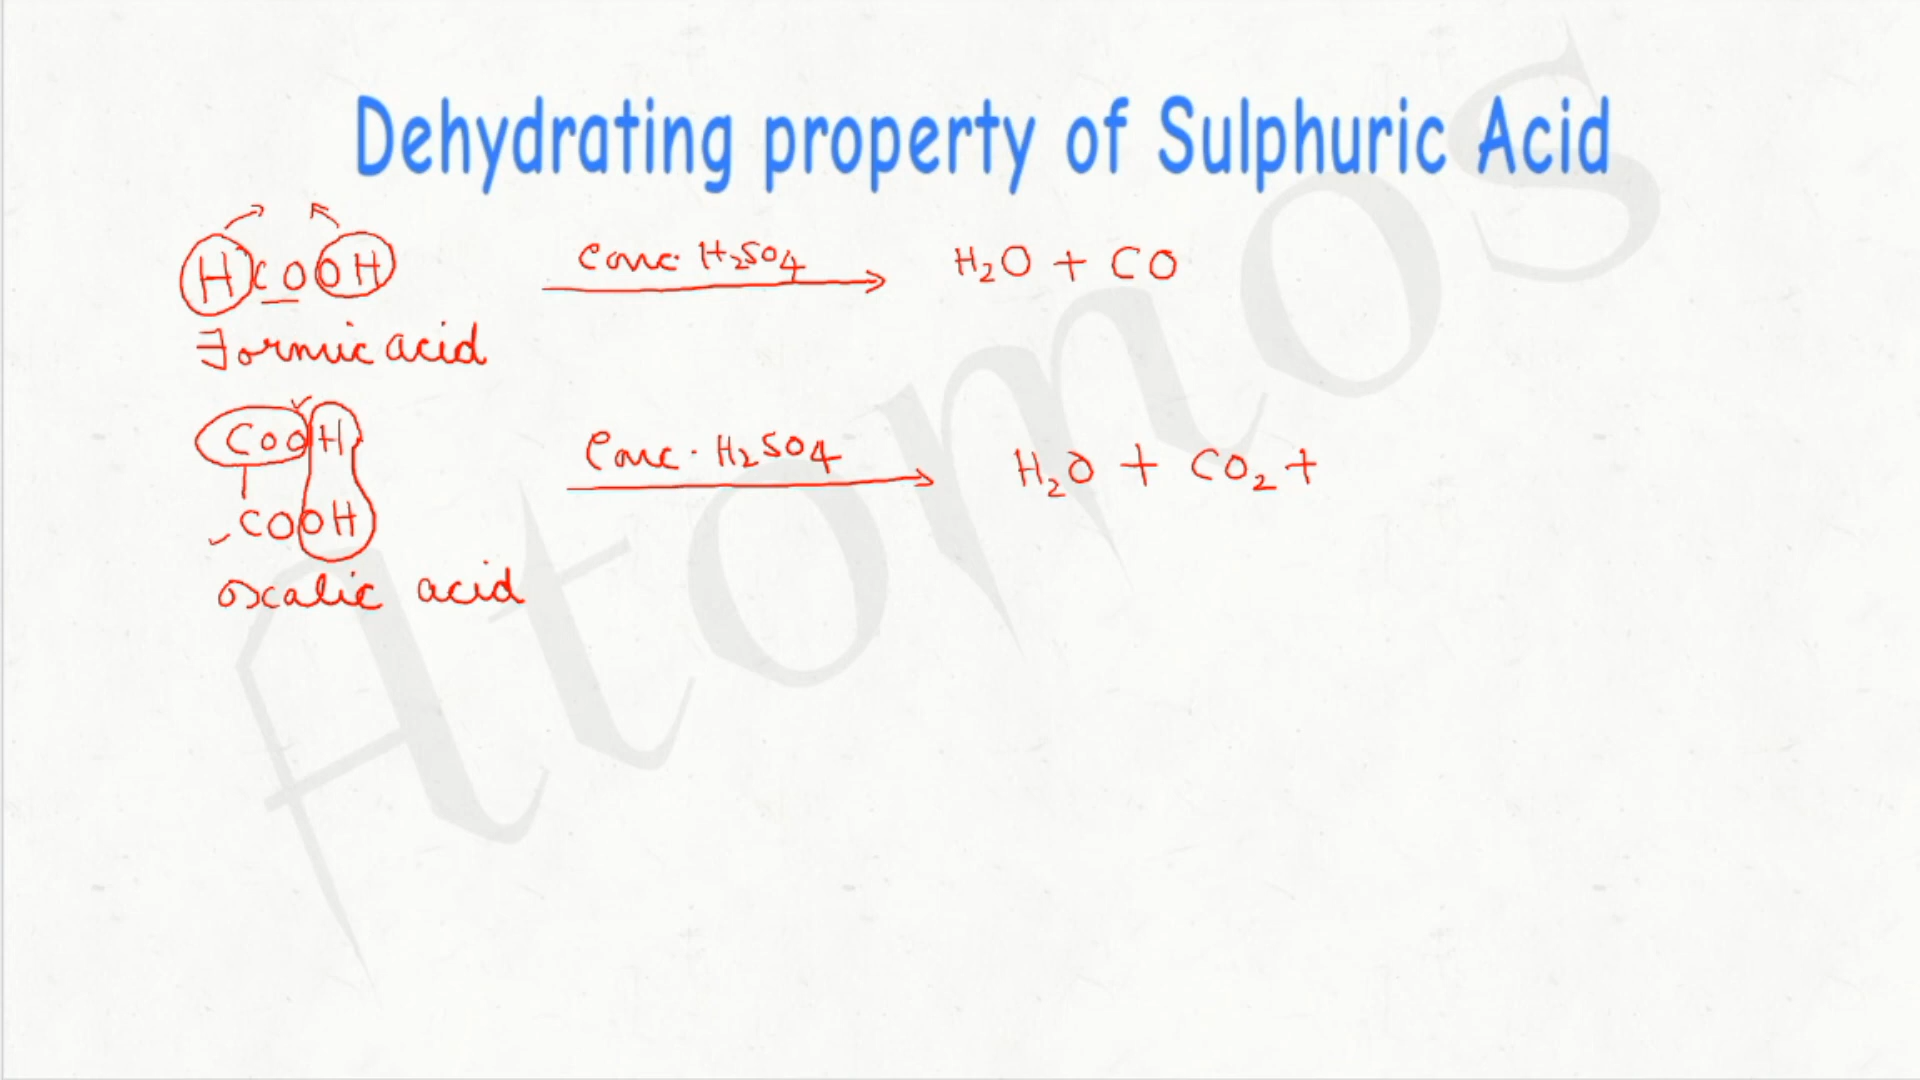 Dehydrating property of Sulphuric Acid
HCOOH Conc. H₂SO₄ H₂O + CO
Formic acid
COOH Conc. H₂SO₄ H₂O + CO₂ +
COOH
Oxalic acid
Atomos